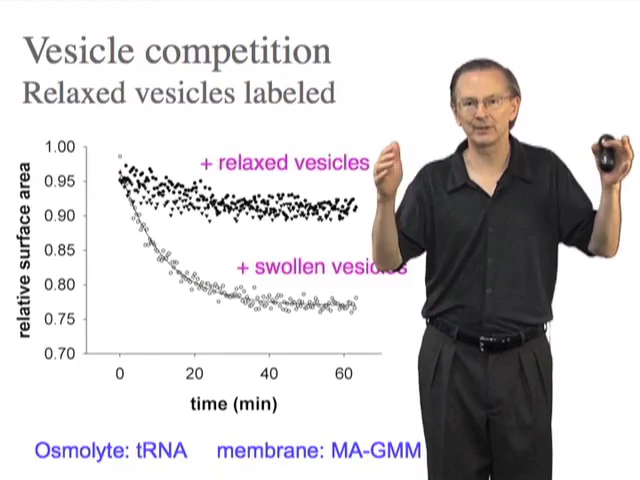 Vesicle competition
Relaxed vesicles labeled
relative surface area
1.00
0.95
0.90
0.85
0.80
0.75
0.70
+ relaxed vesicles
+ swollen vesicles
0 20 40 60
time (min)
Osmolyte: tRNA membrane: MA-GMM